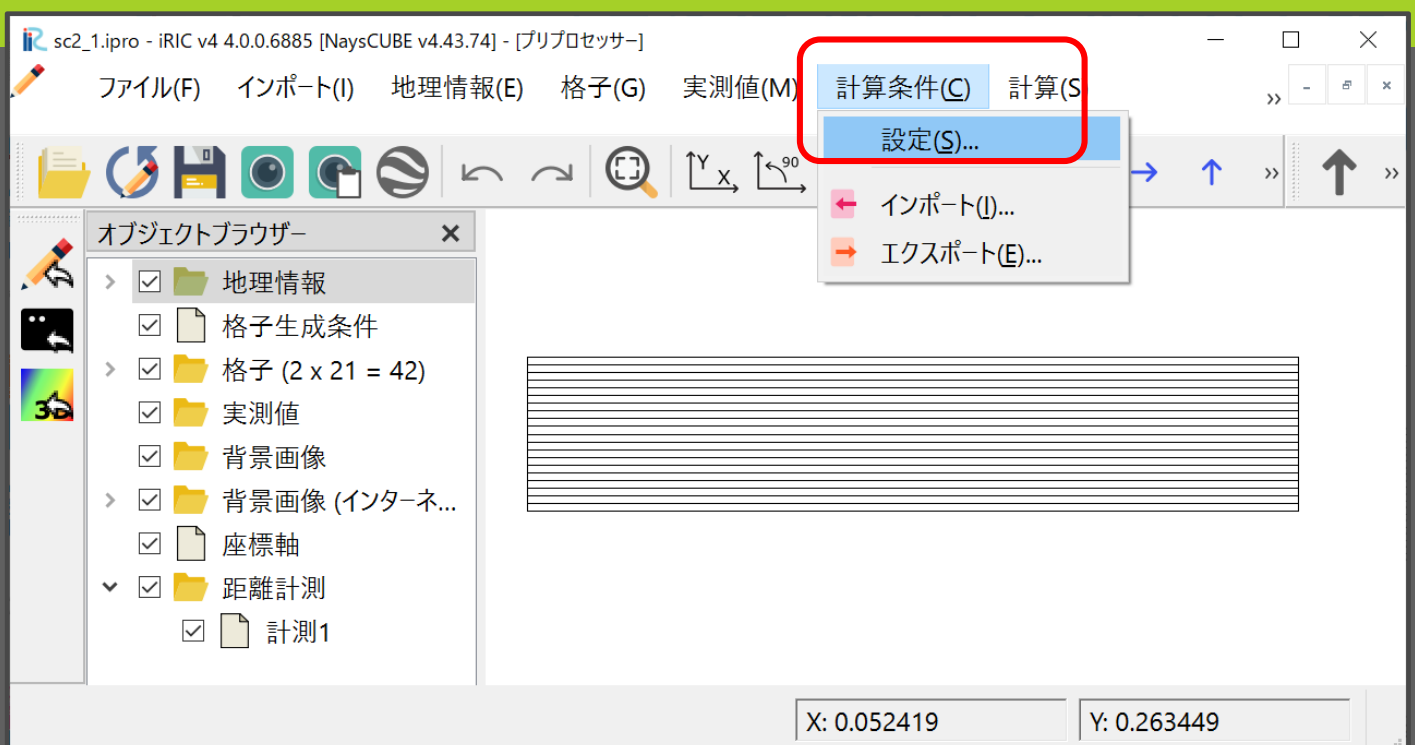 sc2_1.ipro - iRIC v4 4.0.0.6885 [NaysCUBE v4.43.74] - [プリプロセッサー]
ファイル(F) インポート(I) 地理情報(E) 格子(G) 実測値(M) 計算条件(C) 計算(S
設定(S)...
インポート(I)...
エクスポート(E)...
Y X, 90
オブジェクトブラウザー
地理情報
格子生成条件
格子 (2 x 21 = 42)
実測値
背景画像
背景画像 (インターネ...
座標軸
距離計測
計測1
3D
X: 0.052419 Y: 0.263449